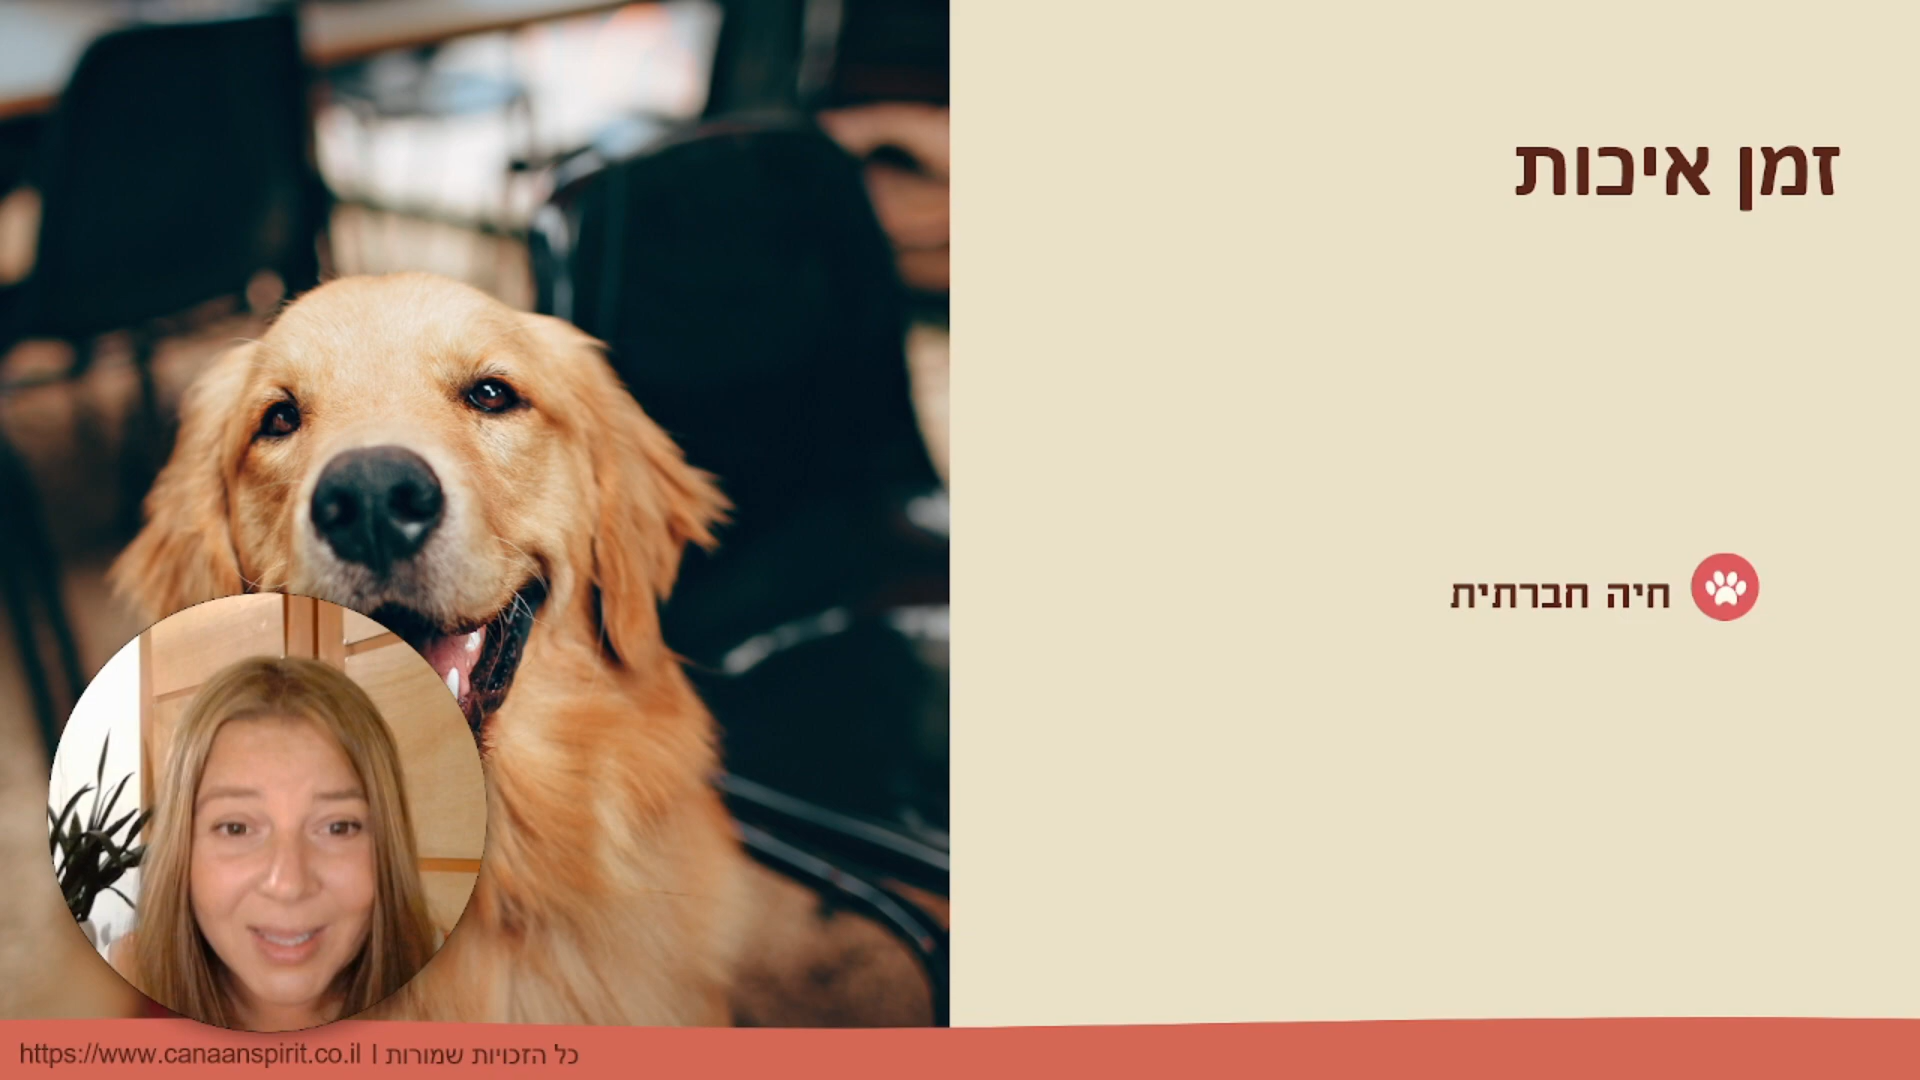 זמן איכות
חיה חברתית
https://www.canaanspirit.co.il | כל הזכויות שמורות